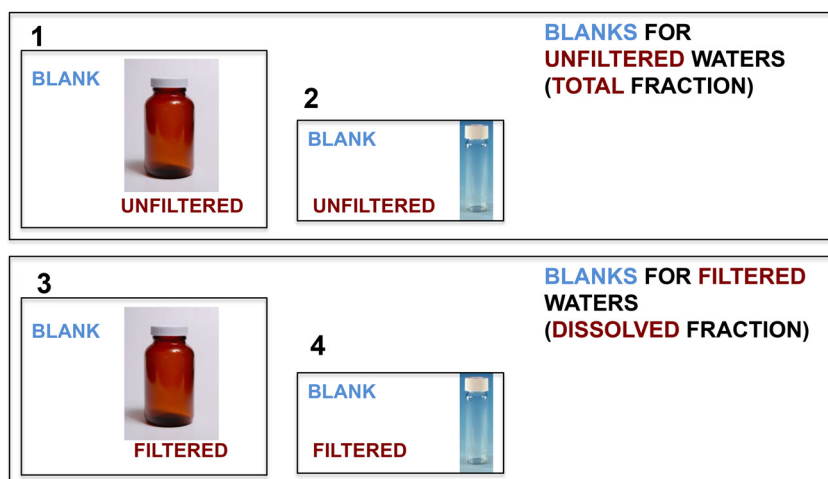 1
BLANK
UNFILTERED
2
BLANK
UNFILTERED
BLANKS FOR
UNFILTERED WATERS
(TOTAL FRACTION)
3
BLANK
FILTERED
4
BLANK
FILTERED
BLANKS FOR FILTERED
WATERS
(DISSOLVED FRACTION)